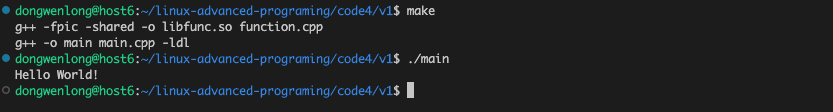 dongwenlong@host6:~/linux-advanced-programing/code4/v1$ make
g++ -fpic -shared -o libfunc.so function.cpp
g++ -o main main.cpp -ldl
dongwenlong@host6:~/linux-advanced-programing/code4/v1$ ./main
Hello World!
dongwenlong@host6:~/linux-advanced-programing/code4/v1$